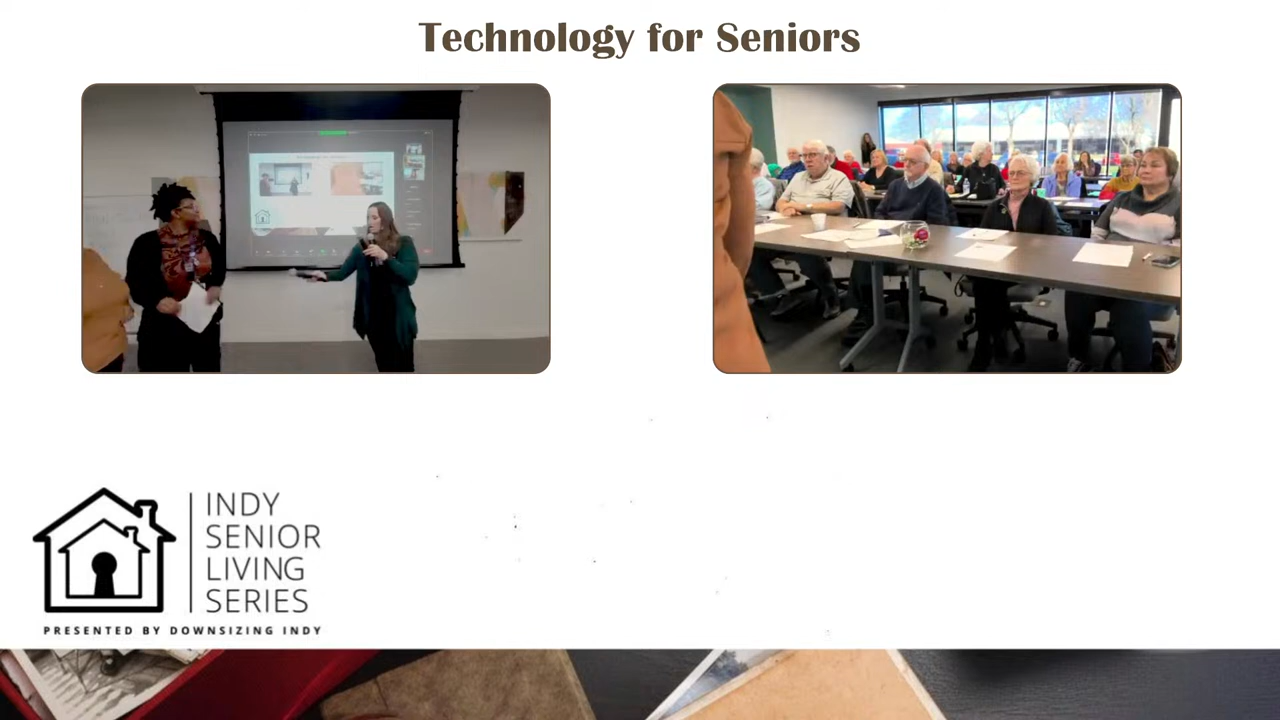 Technology for Seniors
INDY
SENIOR
LIVING
SERIES
PRESENTED BY DOWNSIZING INDY